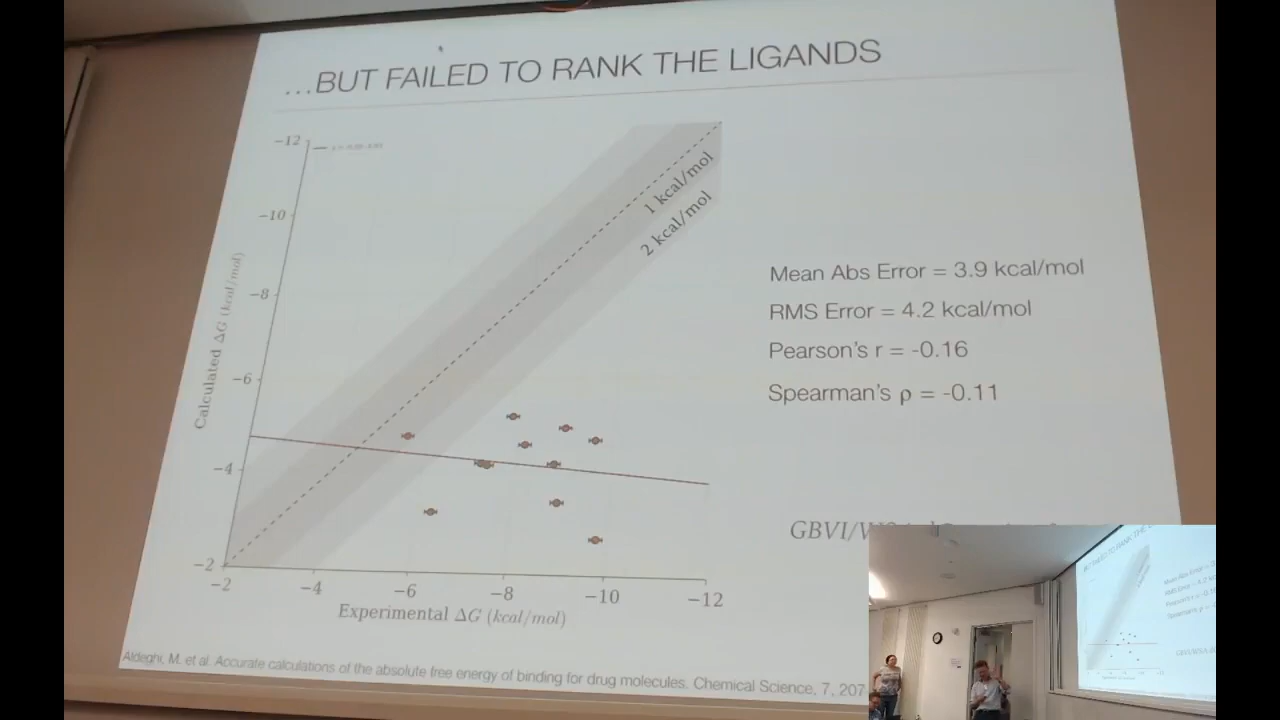 ...BUT FAILED TO RANK THE LIGANDS
−12
−10
−8
−6
−4
−2
Calculated ΔG (kcal/mol)
1 kcal/mol
2 kcal/mol
−2
−4
−6
−8
−10
−12
Experimental ΔG (kcal/mol)
Mean Abs Error = 3.9 kcal/mol
RMS Error = 4.2 kcal/mol
Pearson's r = -0.16
Spearman's ρ = -0.11
GBVI/
Aldeghi, M. et al. Accurate calculations of the absolute free energy of binding for drug molecules. Chemical Science, 7, 207